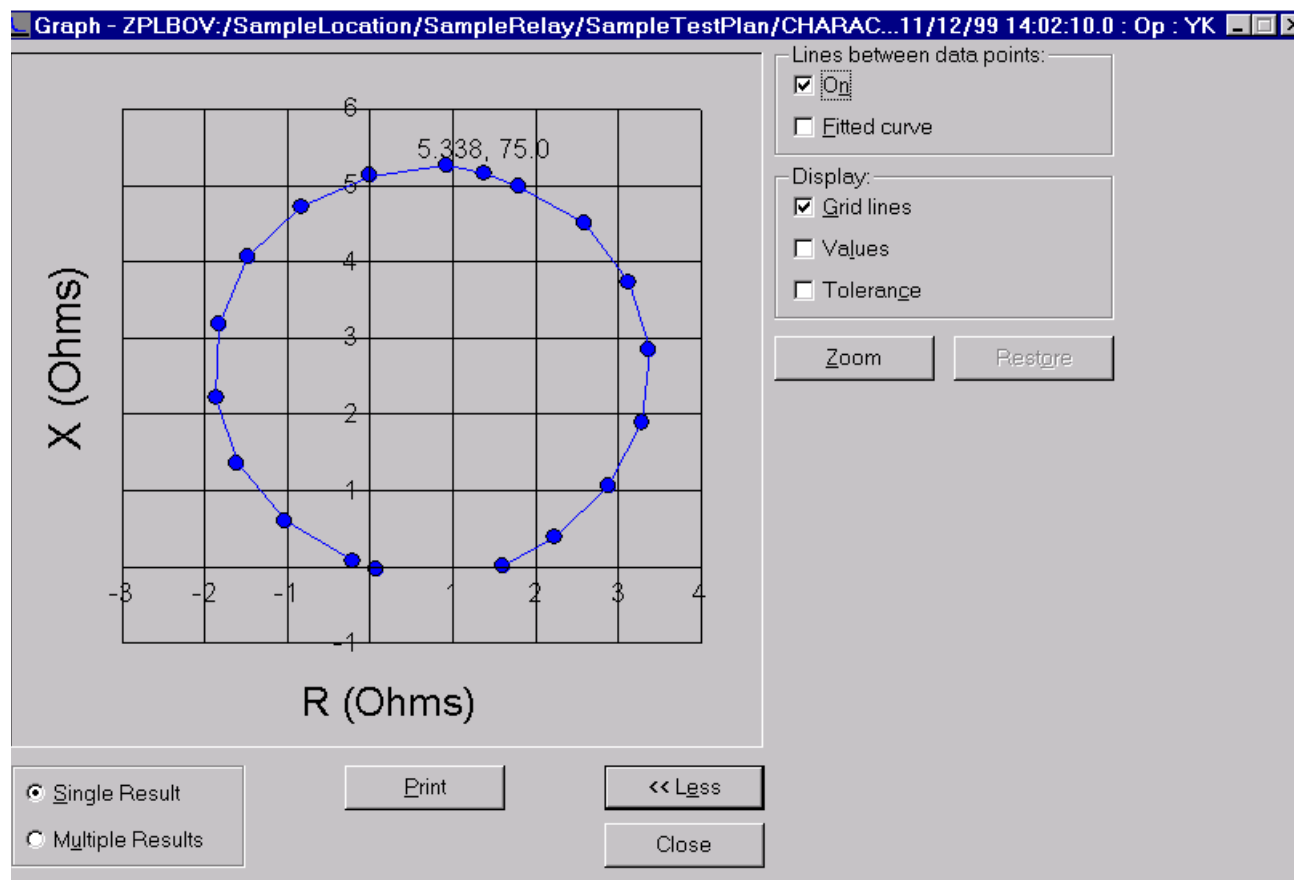 Graph - ZPLBOV:/SampleLocation/SampleRelay/SampleTestPlan/CHARAC...11/12/99 14:02:10.0 : Op : YK
Lines between data points:
On
Fitted curve
Display:
Grid lines
Values
Tolerance
Zoom
Restore
5.338, 75.0
6
5
4
3
2
1
-1
-3
-2
-1
1
2
3
4
X (Ohms)
R (Ohms)
Single Result
Multiple Results
Print
<< Less
Close